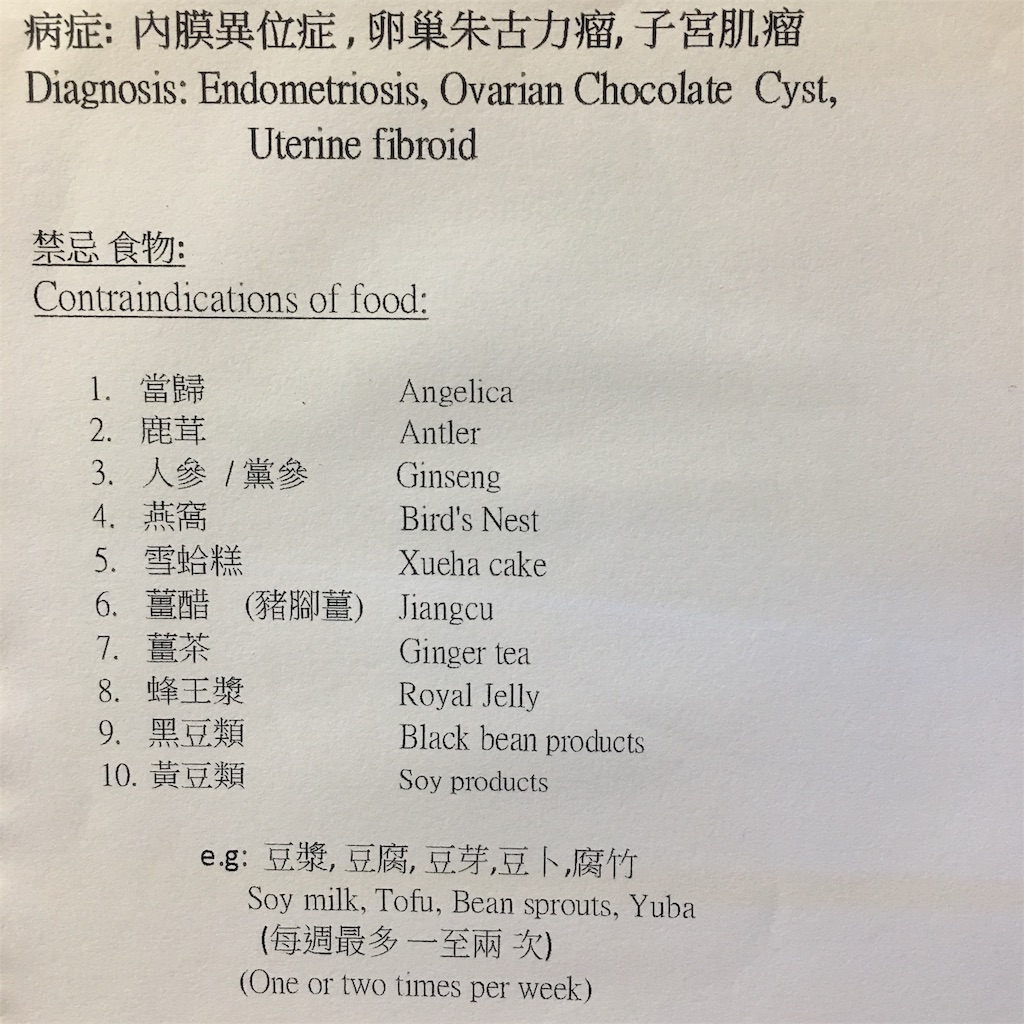 病症: 內膜異位症 , 卵巢朱古力瘤, 子宮肌瘤
Diagnosis: Endometriosis, Ovarian Chocolate Cyst,
Uterine fibroid
禁忌 食物:
Contraindications of food:
1. 當歸 Angelica
2. 鹿茸 Antler
3. 人參 / 黨參 Ginseng
4. 燕窩 Bird's Nest
5. 雪蛤糕 Xueha cake
6. 薑醋 (豬腳薑) Jiangcu
7. 薑茶 Ginger tea
8. 蜂王漿 Royal Jelly
9. 黑豆類 Black bean products
10. 黃豆類 Soy products
e.g: 豆漿, 豆腐, 豆芽,豆卜,腐竹
Soy milk, Tofu, Bean sprouts, Yuba
(每週最多 一至兩 次)
(One or two times per week)